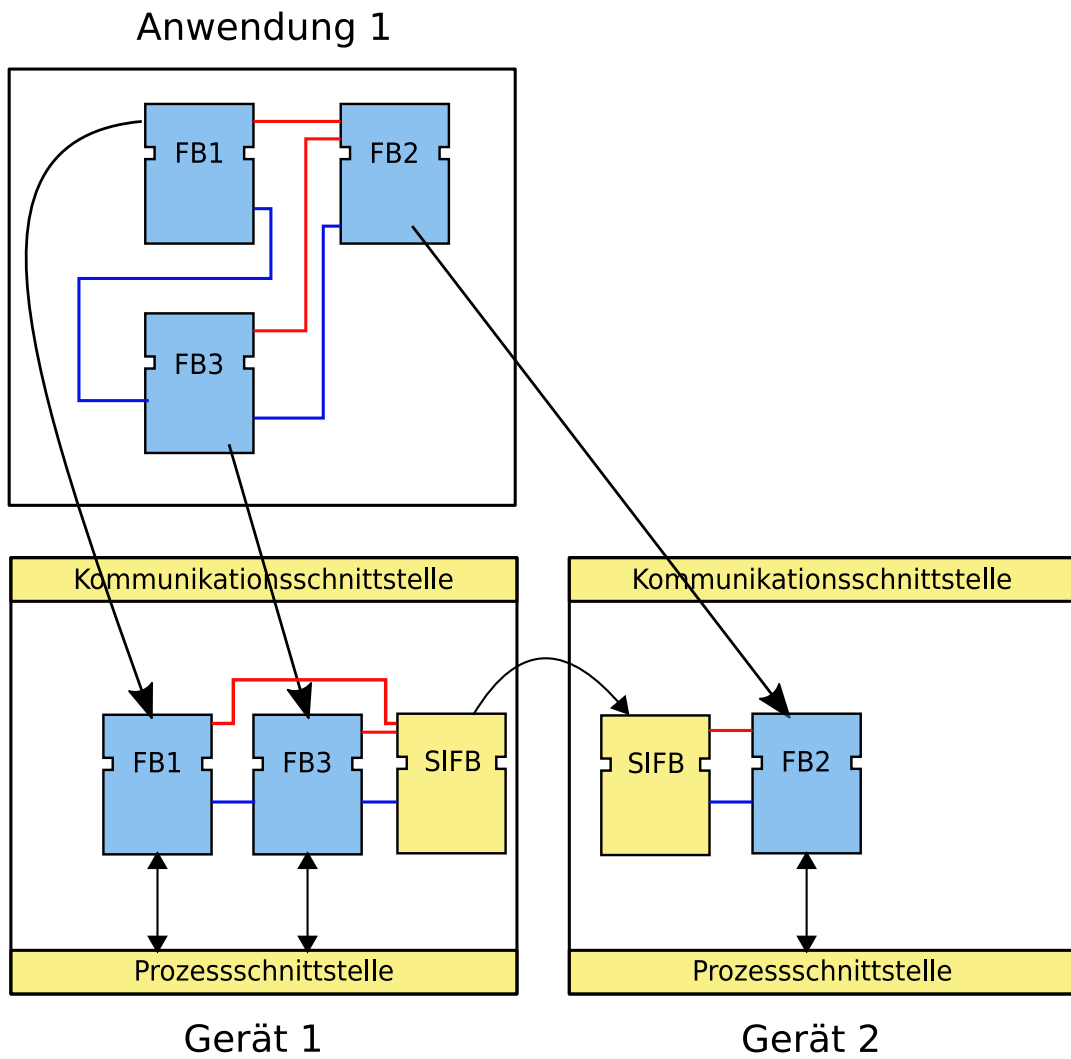 Anwendung 1
FB1
FB2
FB3
Kommunikationsschnittstelle
FB1
FB3
SIFB
Prozessschnittstelle
Gerät 1
Kommunikationsschnittstelle
SIFB
FB2
Prozessschnittstelle
Gerät 2